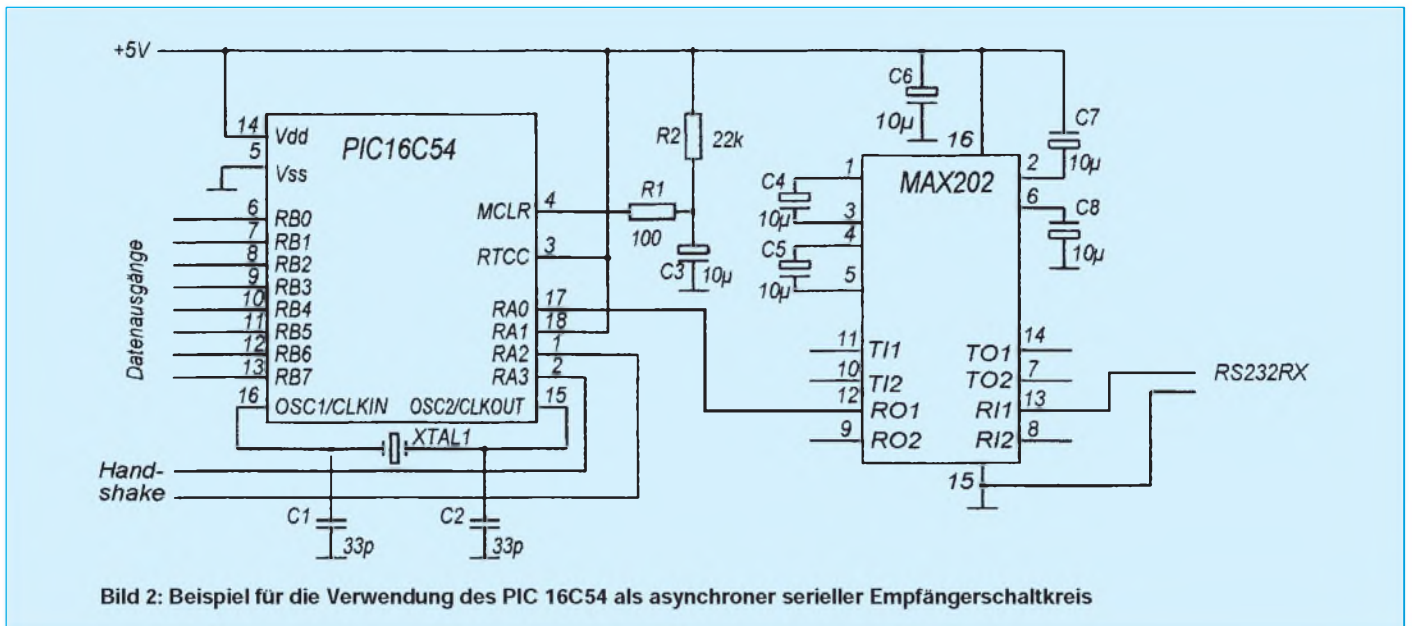 +5V
14
Vdd
5
Vss
PIC16C54
MCLR
4
RTCC
3
6
RB0
7
RB1
8
RB2
9
RB3
10
RB4
11
RB5
12
RB6
13
RB7
Datenausgänge
RA0
17
RA1
18
RA2
1
RA3
2
16
OSC1/CLKIN
OSC2/CLKOUT
15
XTAL1
Hand-
shake
C1
33p
C2
33p
R1
100
R2
22k
C3
10µ
C6
10µ
C7
10µ
C4
10µ
C5
10µ
C8
10µ
16
MAX202
1
3
4
5
2
6
11
TI1
10
TI2
12
RO1
9
RO2
TO1
14
TO2
7
RI1
13
RI2
8
15
RS232RX
Bild 2: Beispiel für die Verwendung des PIC 16C54 als asynchroner serieller Empfängerschaltkreis